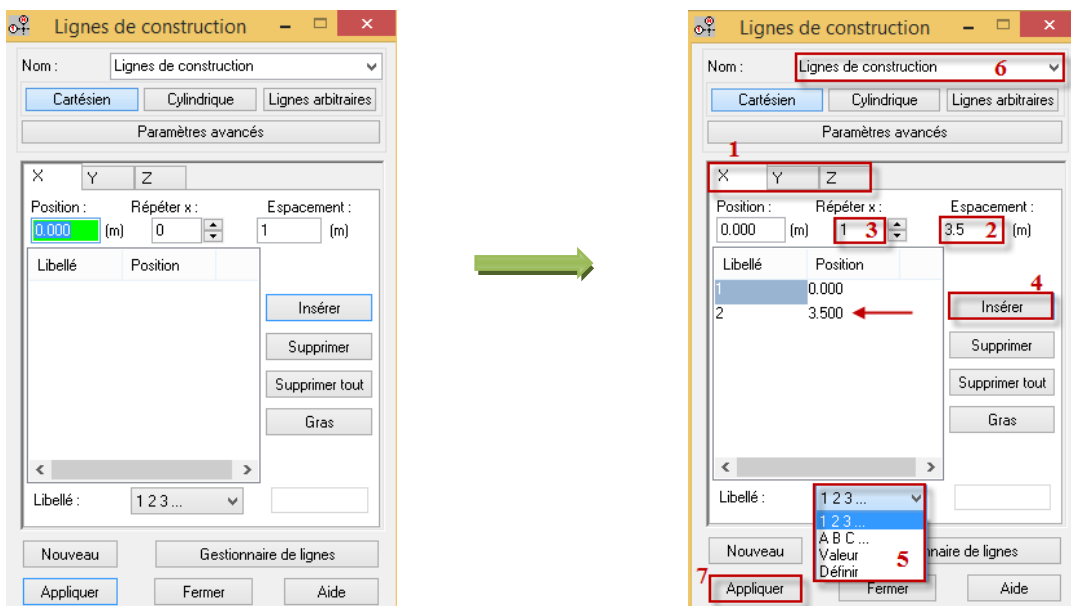 Lignes de construction
Nom : Lignes de construction
Cartésien Cylindrique Lignes arbitraires
Paramètres avancés
X Y Z
Position : Répéter x : Espacement :
0.000 (m) 0 1 (m)
Libellé Position
Insérer
Supprimer
Supprimer tout
Gras
Libellé : 1 2 3 ...
Nouveau Gestionnaire de lignes
Appliquer Fermer Aide
Lignes de construction
Nom : Lignes de construction 6
Cartésien Cylindrique Lignes arbitraires
Paramètres avancés
1
X Y Z
Position : Répéter x : Espacement :
0.000 (m) 1 3 3.5 2 (m)
Libellé Position
4
1 0.000
Insérer
2 3.500
Supprimer
Supprimer tout
Gras
Libellé : 1 2 3 ...
1 2 3 ...
A B C ...
Valeur
Définir
5
Nouveau nnaire de lignes
7 Appliquer Fermer Aide